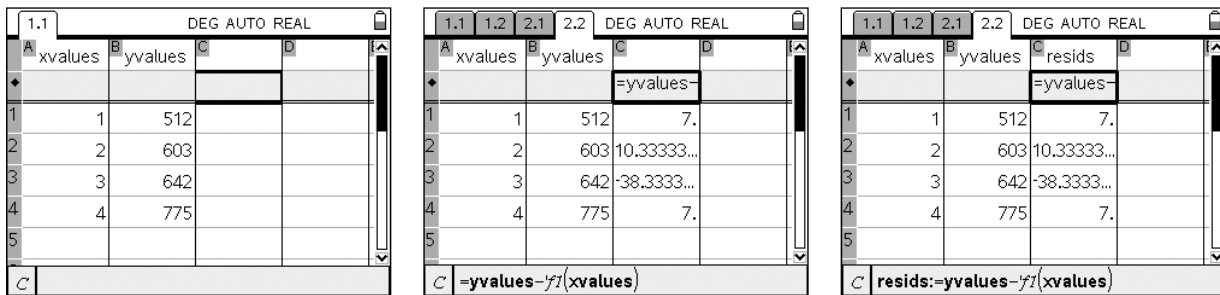 1.1 DEG AUTO REAL
A xvalues B yvalues C D
◆
1 1 512
2 2 603
3 3 642
4 4 775
5
C
1.1 1.2 2.1 2.2 DEG AUTO REAL
A xvalues B yvalues C D
◆ =yvalues−
1 1 512 7.
2 2 603 10.33333...
3 3 642 -38.3333...
4 4 775 7.
5
C =yvalues−'f1(xvalues)
1.1 1.2 2.1 2.2 DEG AUTO REAL
A xvalues B yvalues C resids D
◆ =yvalues−
1 1 512 7.
2 2 603 10.33333...
3 3 642 -38.3333...
4 4 775 7.
5
C resids:=yvalues−'f1(xvalues)